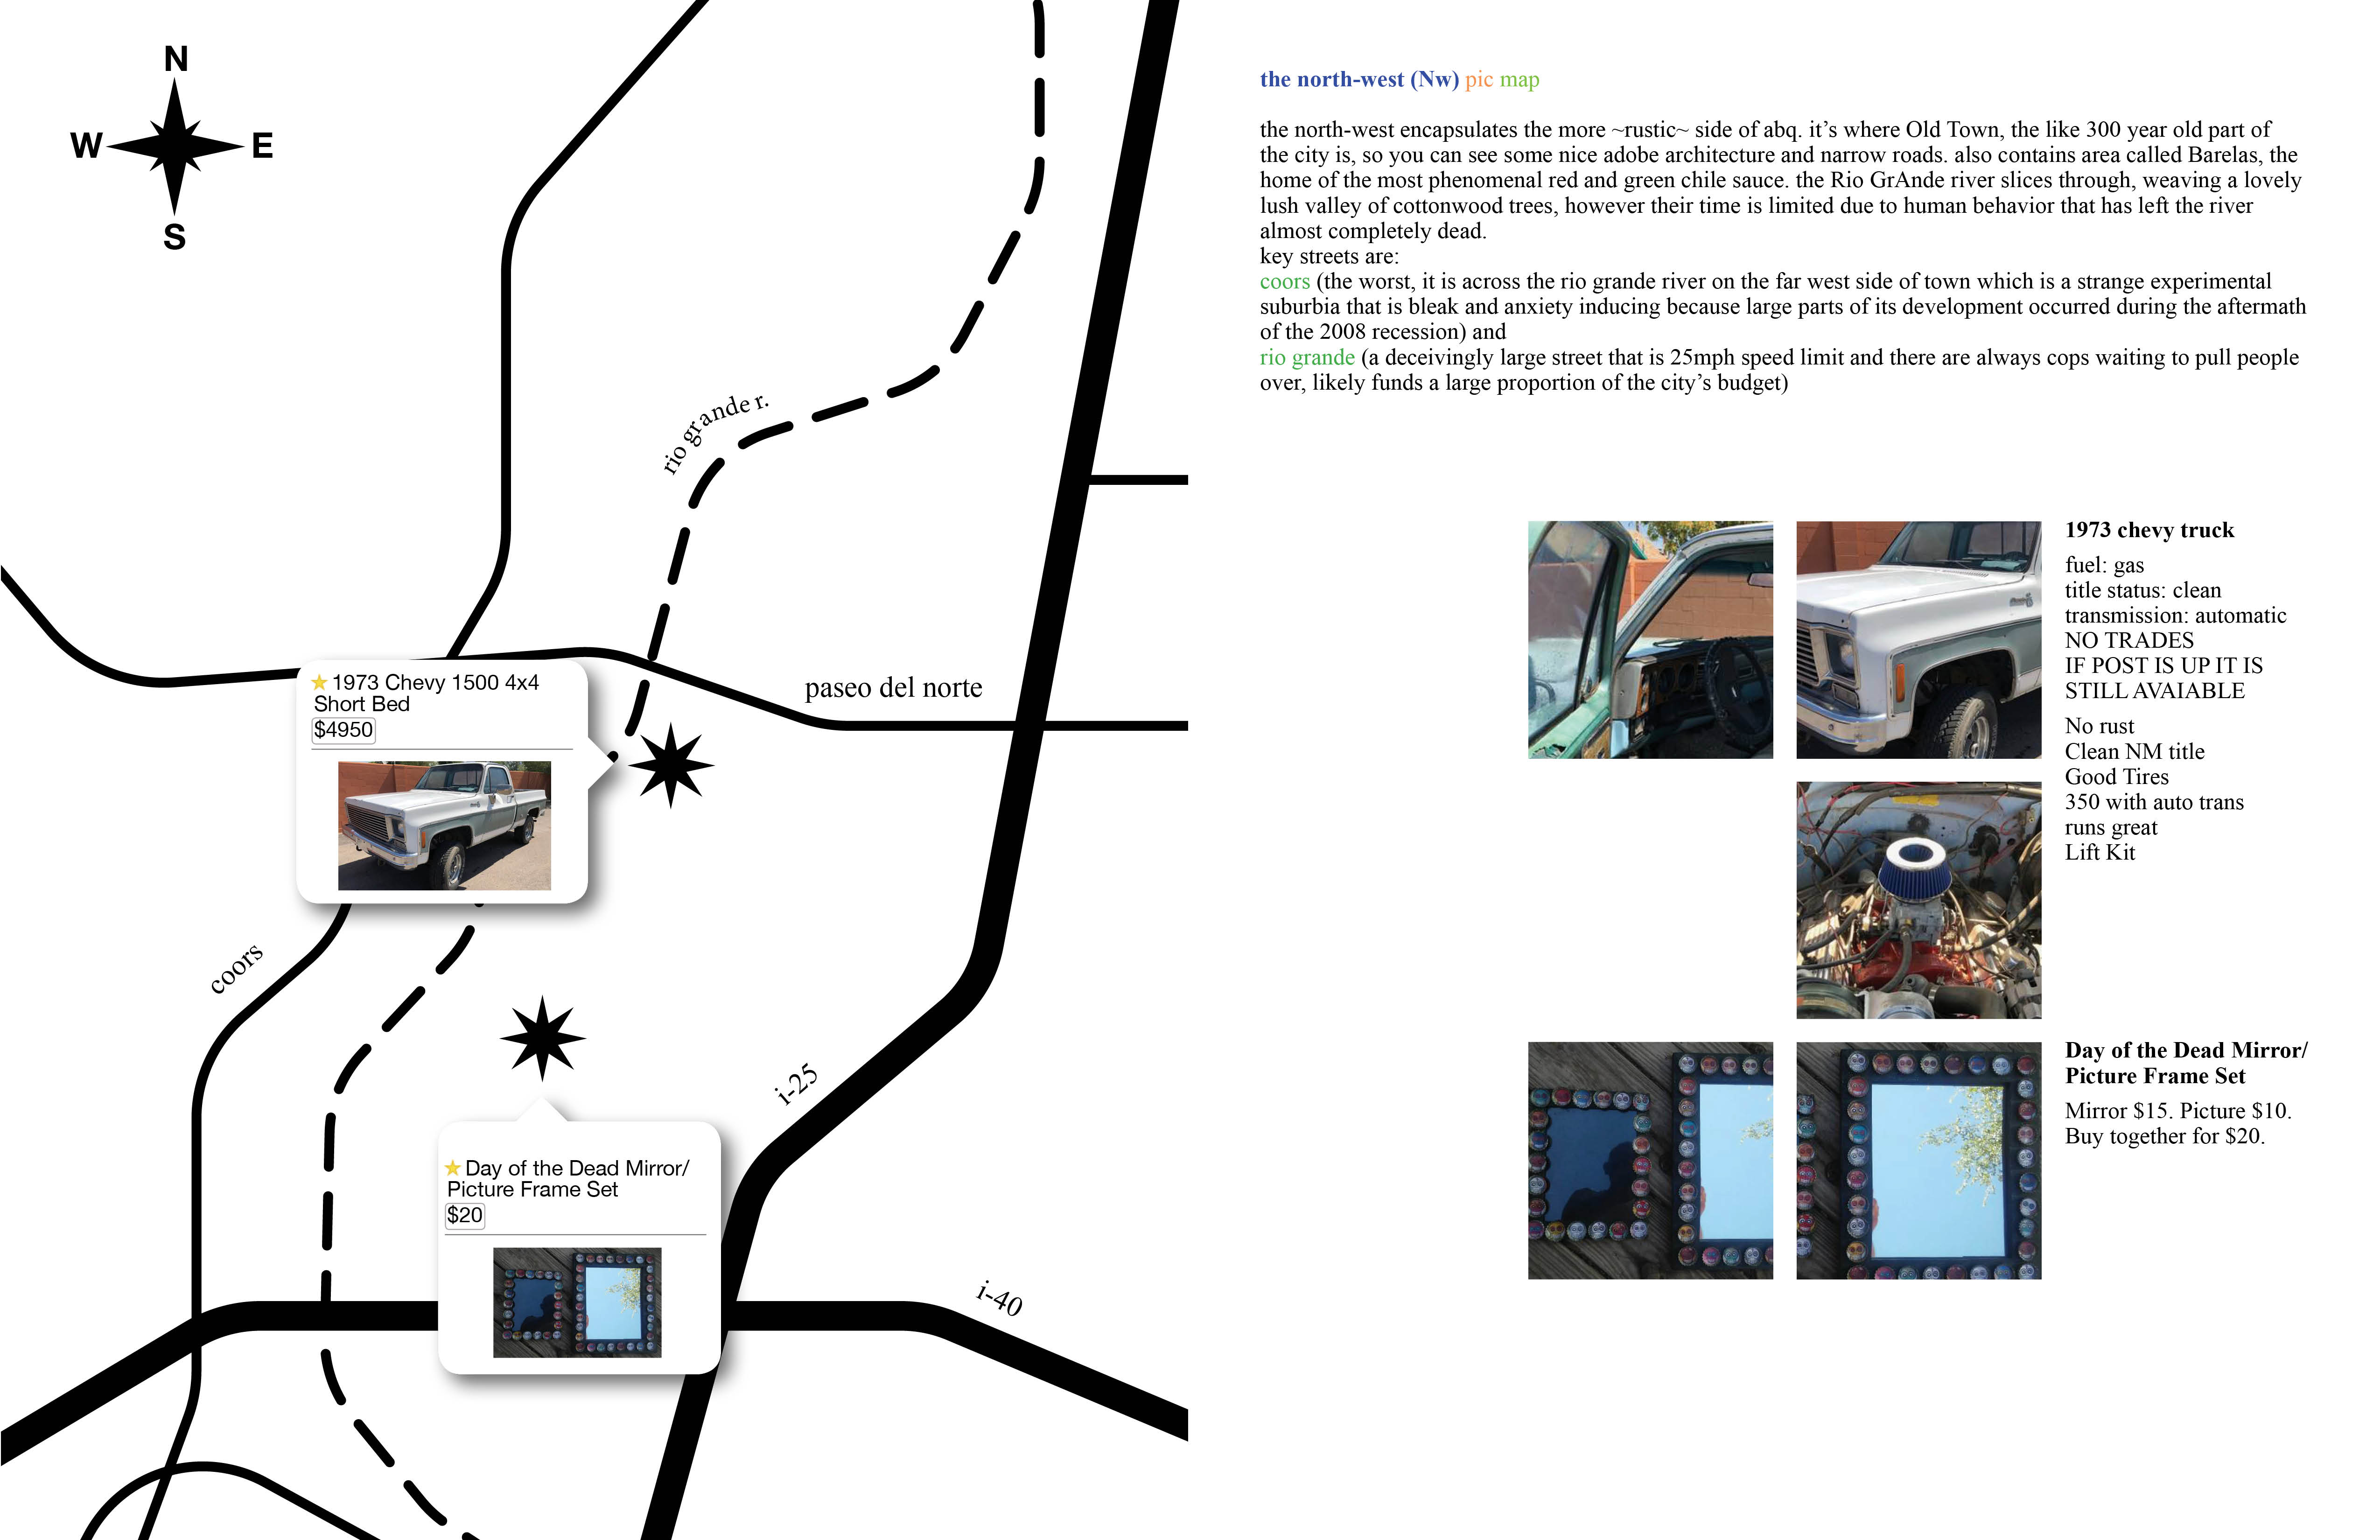 N
W
E
S
rio grande r.
paseo del norte
1973 Chevy 1500 4x4
Short Bed
$4950
coors
i-25
Day of the Dead Mirror/
Picture Frame Set
$20
i-40
the north-west (Nw) pic map
the north-west encapsulates the more ~rustic~ side of abq. it’s where Old Town, the like 300 year old part of
the city is, so you can see some nice adobe architecture and narrow roads. also contains area called Barelas, the
home of the most phenomenal red and green chile sauce. the Rio GrAnde river slices through, weaving a lovely
lush valley of cottonwood trees, however their time is limited due to human behavior that has left the river
almost completely dead.
key streets are:
coors (the worst, it is across the rio grande river on the far west side of town which is a strange experimental
suburbia that is bleak and anxiety inducing because large parts of its development occurred during the aftermath
of the 2008 recession) and
rio grande (a deceivingly large street that is 25mph speed limit and there are always cops waiting to pull people
over, likely funds a large proportion of the city’s budget)
1973 chevy truck
fuel: gas
title status: clean
transmission: automatic
NO TRADES
IF POST IS UP IT IS
STILL AVAIABLE
No rust
Clean NM title
Good Tires
350 with auto trans
runs great
Lift Kit
Day of the Dead Mirror/
Picture Frame Set
Mirror $15. Picture $10.
Buy together for $20.